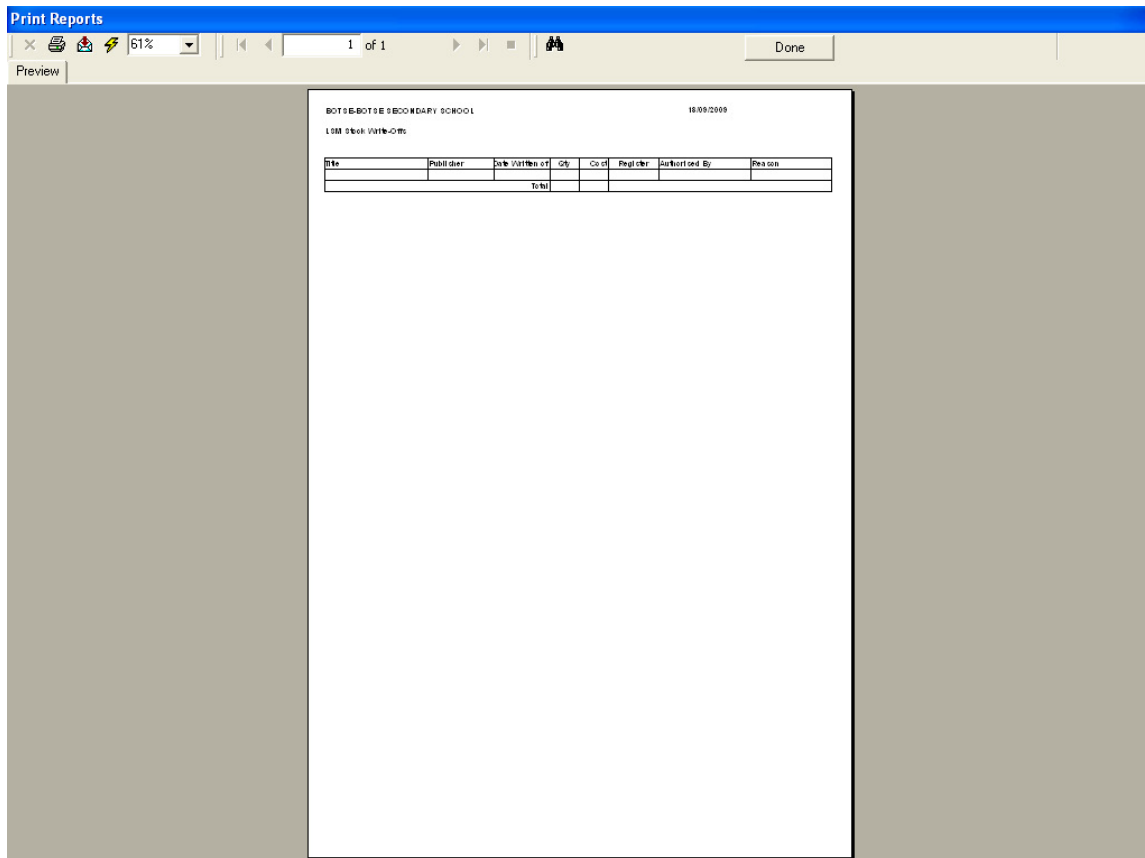 Print Reports
61% 1 of 1 Done
Preview
BOTSE-BOTSE SECONDARY SCHOOL 18/09/2009
LSM Stock Write-Offs
Title Publisher Date Written of Qty Cost Register Authorised By Reason
Total